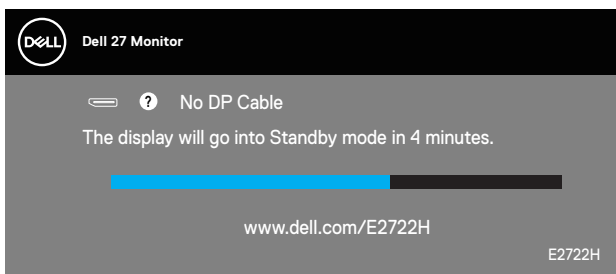 DELL
Dell 27 Monitor
? No DP Cable
The display will go into Standby mode in 4 minutes.
www.dell.com/E2722H
E2722H